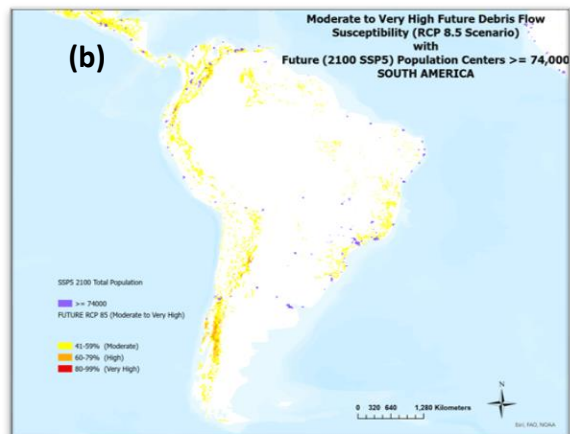 (b)
Moderate to Very High Future Debris Flow
Susceptibility (RCP 8.5 Scenario)
with
Future (2100 SSP5) Population Centers >= 74,000
SOUTH AMERICA
SSP5 2100 Total Population
>= 74000
FUTURE RCP 85 (Moderate to Very High)
41-59% (Moderate)
60-79% (High)
80-99% (Very High)
N
0 320 640 1,280 Kilometers
Esri, FAO, NOAA